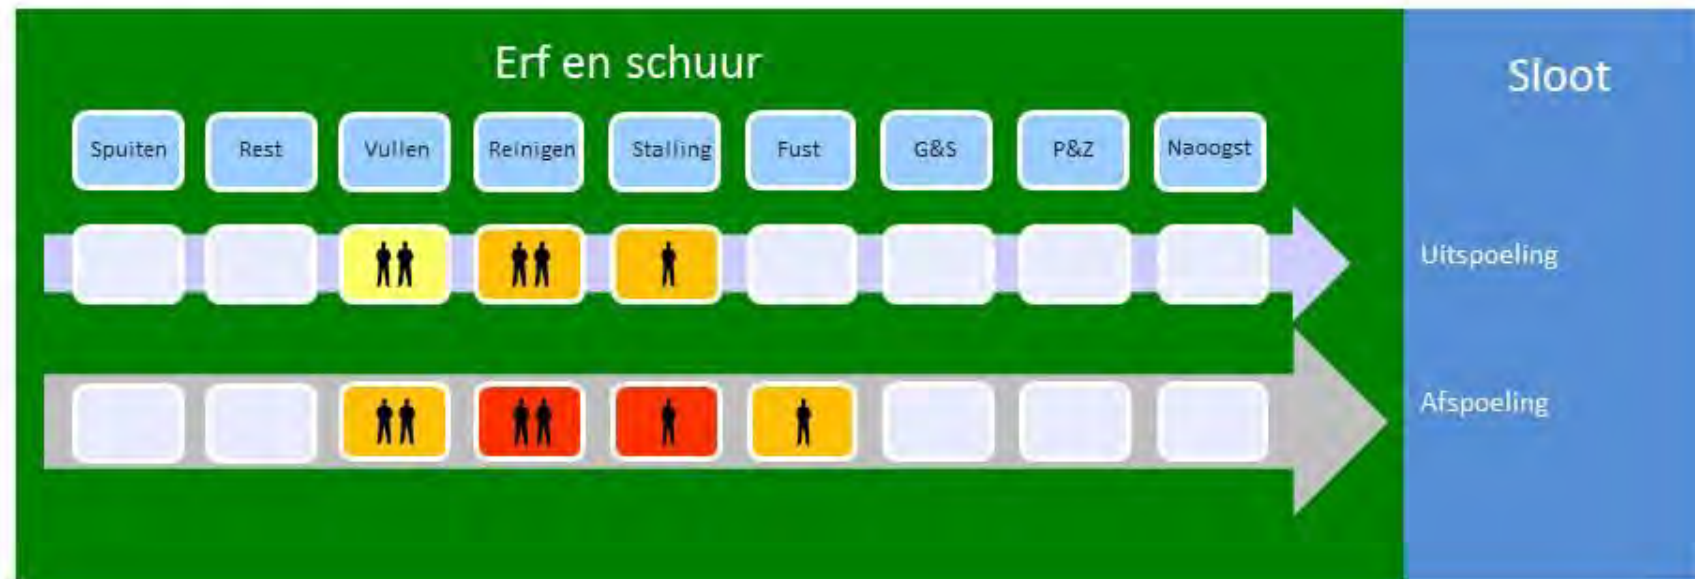 Erf en schuur
Sloot
Spuiten
Rest
Vullen
Reinigen
Stalling
Fust
G&S
P&Z
Naoogst
Uitspoeling
Afspoeling